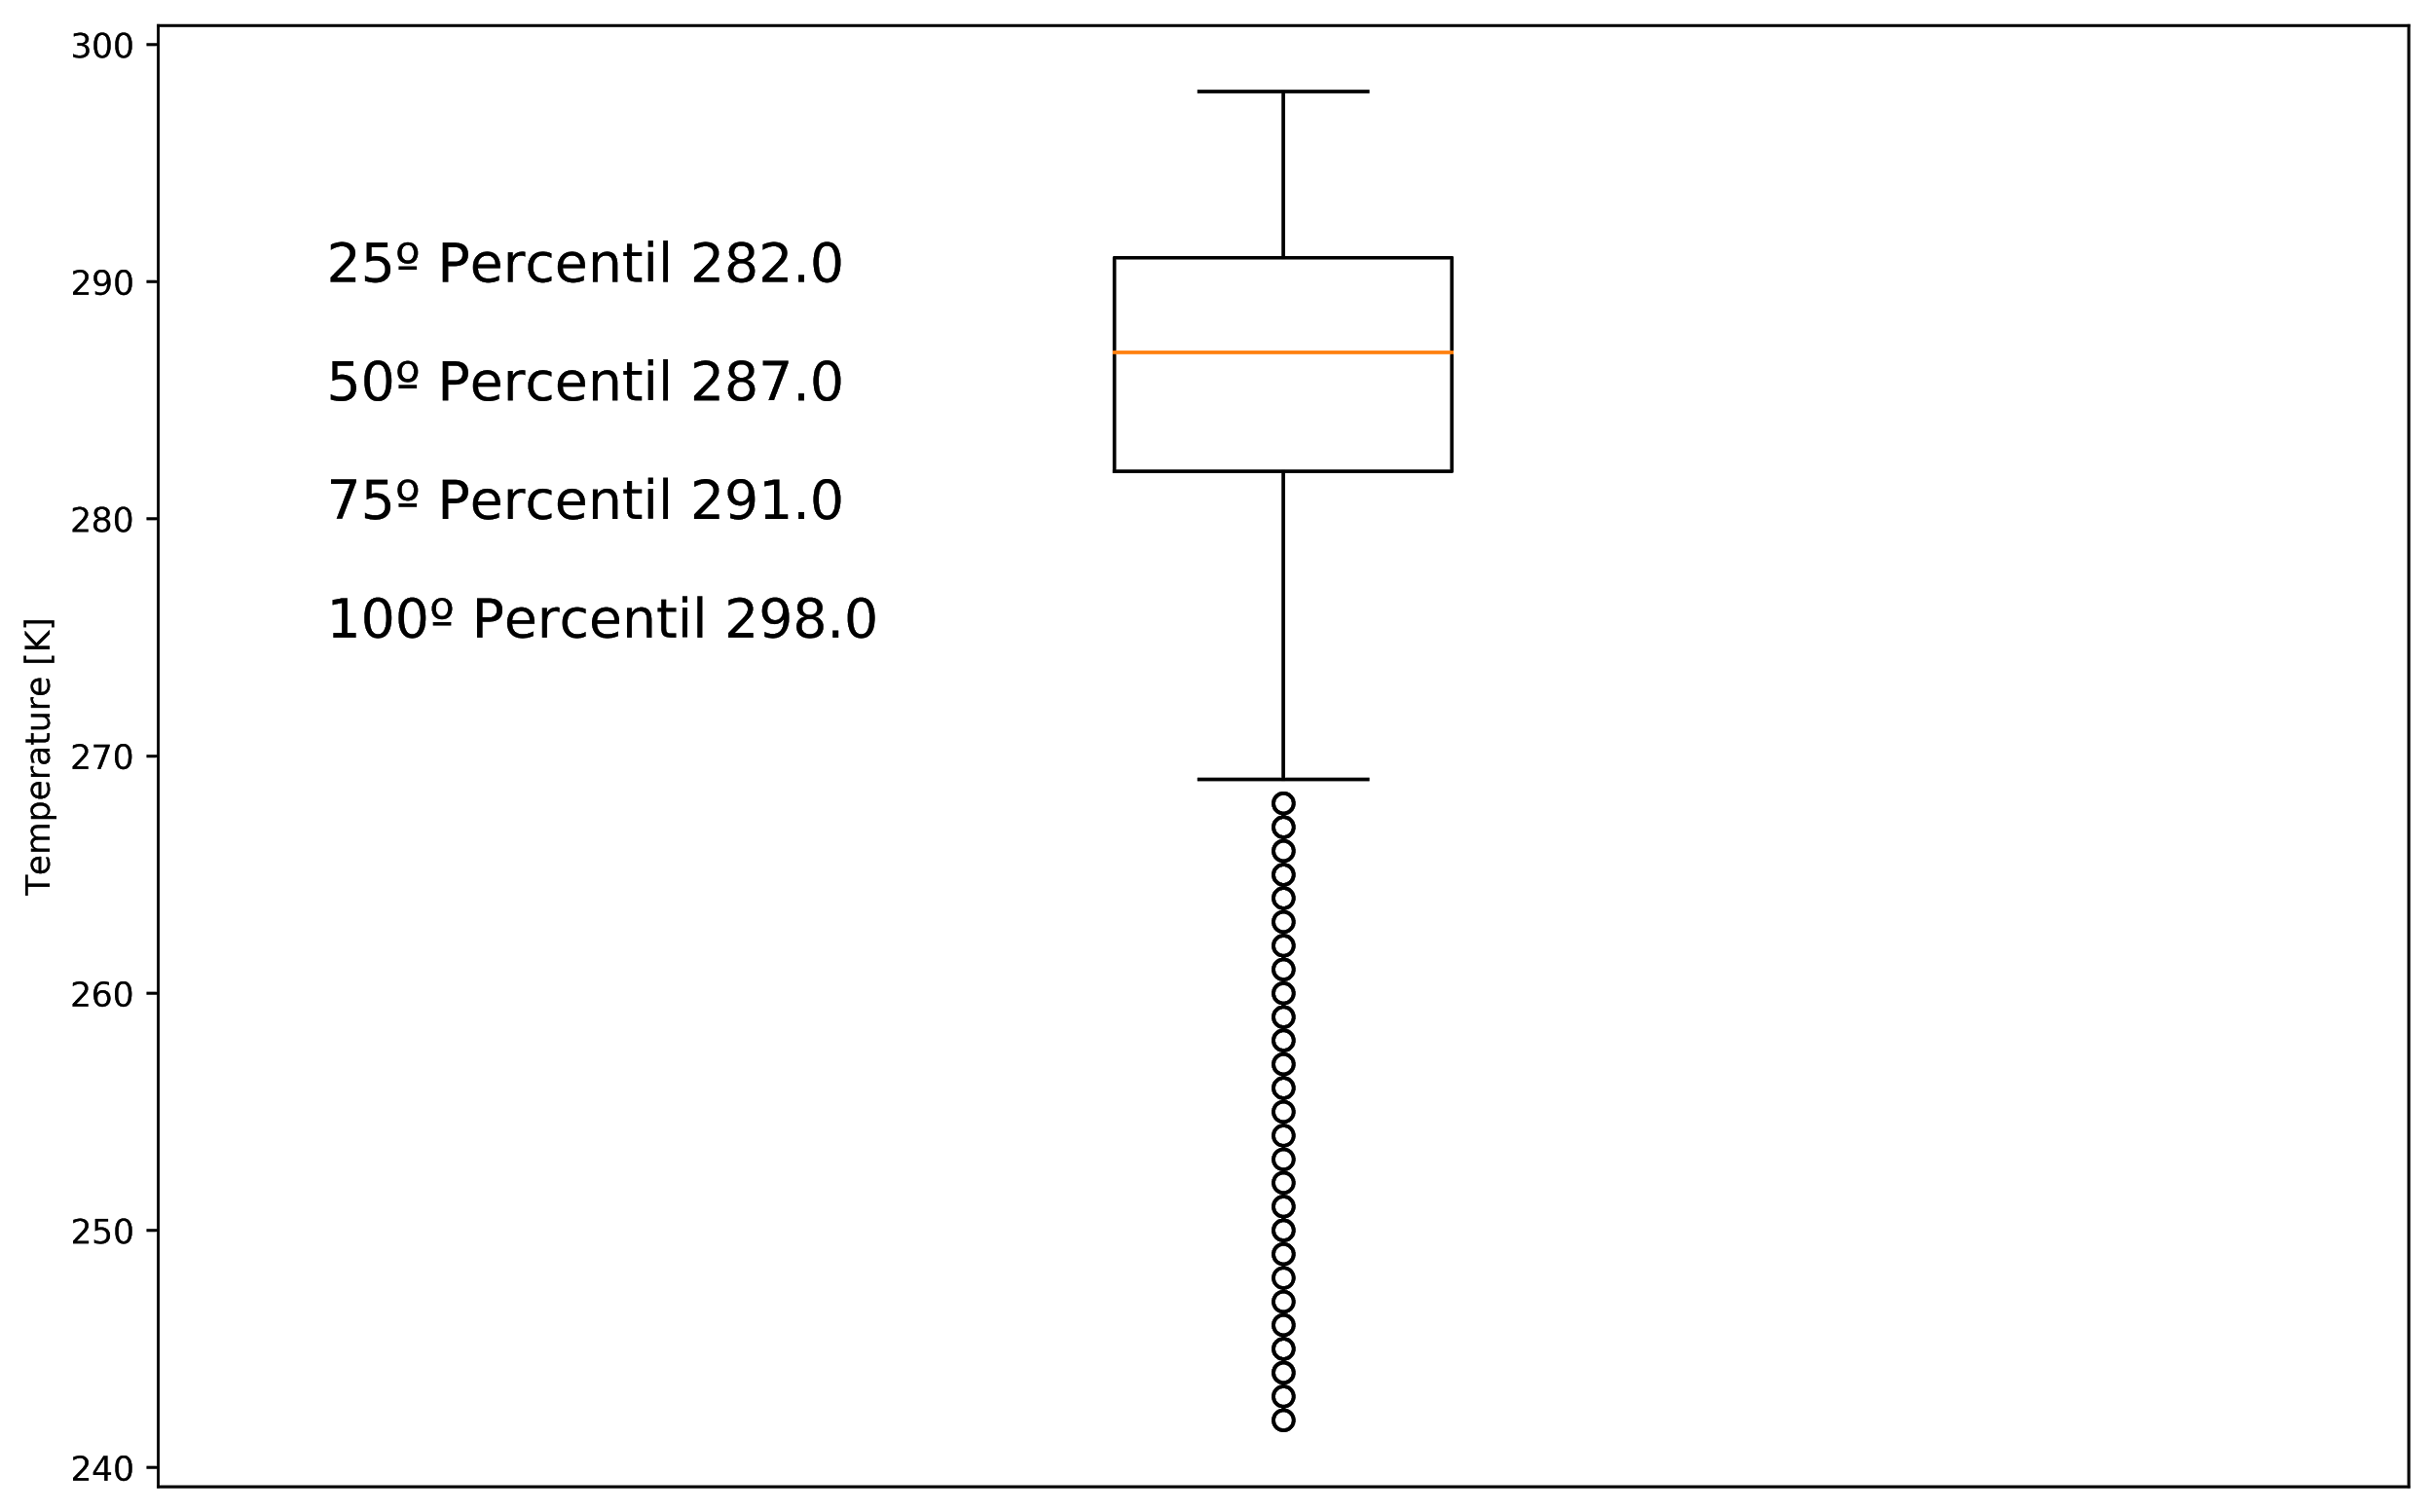 300
25º Percentil 282.0
290
50º Percentil 287.0
75º Percentil 291.0
280
100º Percentil 298.0
Temperature [K]
270
260
250
240